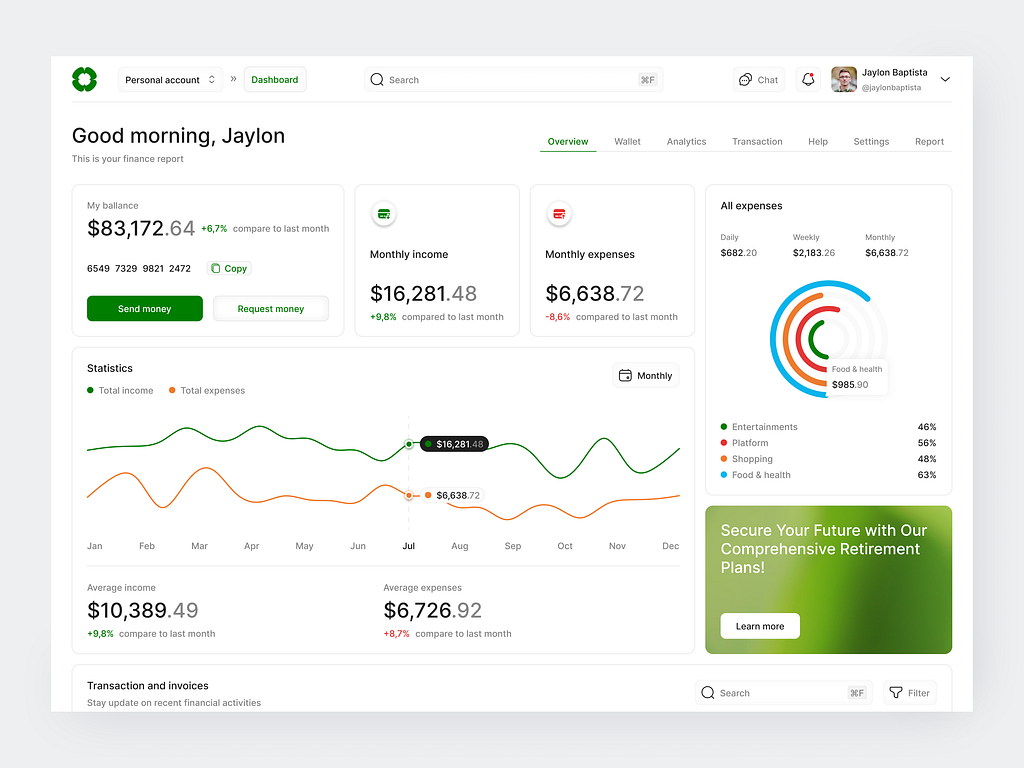 Personal account
»
Dashboard
Search
⌘F
Chat
Jaylon Baptista
@jaylonbaptista
Good morning, Jaylon
This is your finance report
Overview
Wallet
Analytics
Transaction
Help
Settings
Report
My ballance
$83,172.64 +6,7% compare to last month
6549 7329 9821 2472
Copy
Send money
Request money
Monthly income
$16,281.48
+9,8% compared to last month
Monthly expenses
$6,638.72
-8,6% compared to last month
All expenses
Daily
Weekly
Monthly
$682.20
$2,183.26
$6,638.72
Food & health
$985.90
Entertainments 46%
Platform 56%
Shopping 48%
Food & health 63%
Statistics
Total income
Total expenses
Monthly
$16,281.48
$6,638.72
Jan Feb Mar Apr May Jun Jul Aug Sep Oct Nov Dec
Average income
$10,389.49
+9,8% compare to last month
Average expenses
$6,726.92
+8,7% compare to last month
Secure Your Future with Our
Comprehensive Retirement
Plans!
Learn more
Transaction and invoices
Stay update on recent financial activities
Search
⌘F
Filter